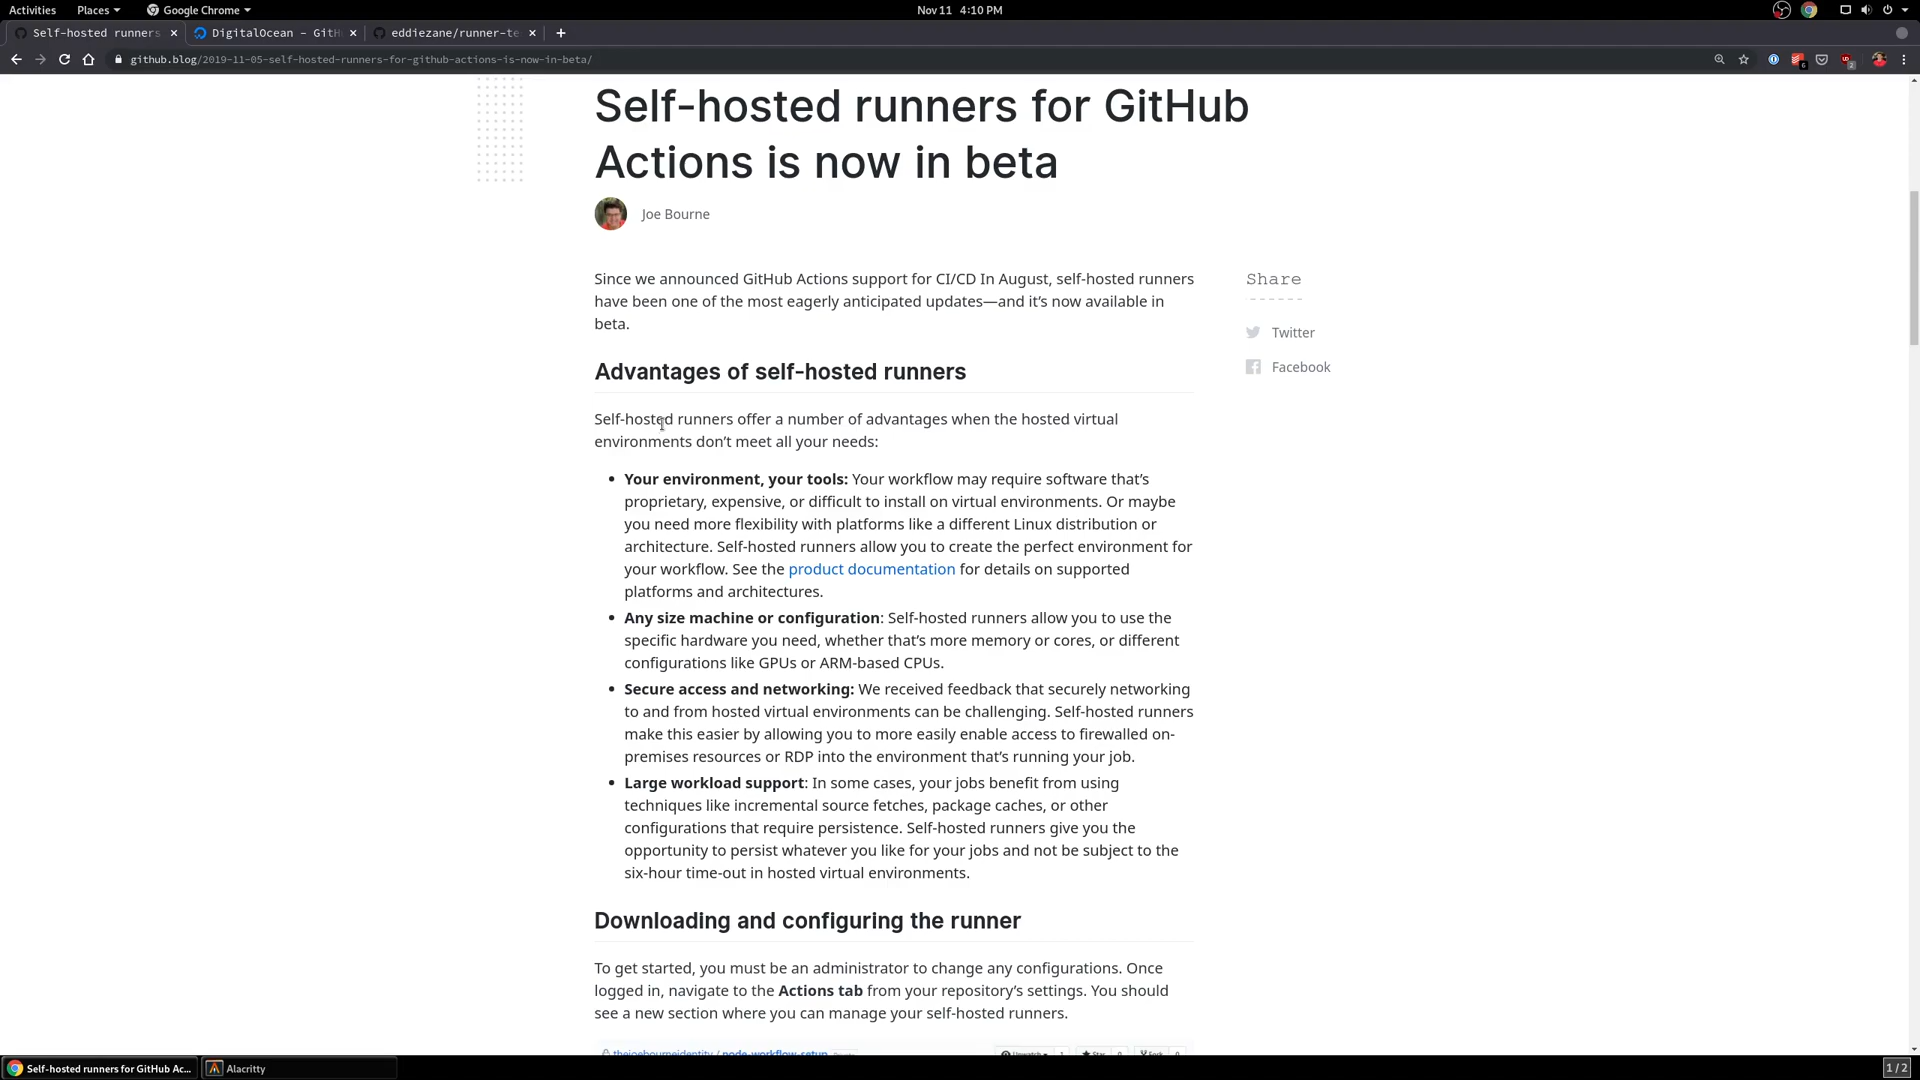 Activities Places Google Chrome Nov 11 4:10 PM
Self-hosted runners DigitalOcean – GitH eddiezane/runner-te
github.blog/2019-11-05-self-hosted-runners-for-github-actions-is-now-in-beta/
Self-hosted runners for GitHub
Actions is now in beta
Joe Bourne
Since we announced GitHub Actions support for CI/CD In August, self-hosted runners
have been one of the most eagerly anticipated updates—and it’s now available in
beta.
Share
Twitter
Facebook
Advantages of self-hosted runners
Self-hosted runners offer a number of advantages when the hosted virtual
environments don’t meet all your needs:
• Your environment, your tools: Your workflow may require software that’s
proprietary, expensive, or difficult to install on virtual environments. Or maybe
you need more flexibility with platforms like a different Linux distribution or
architecture. Self-hosted runners allow you to create the perfect environment for
your workflow. See the product documentation for details on supported
platforms and architectures.
• Any size machine or configuration: Self-hosted runners allow you to use the
specific hardware you need, whether that’s more memory or cores, or different
configurations like GPUs or ARM-based CPUs.
• Secure access and networking: We received feedback that securely networking
to and from hosted virtual environments can be challenging. Self-hosted runners
make this easier by allowing you to more easily enable access to firewalled on-
premises resources or RDP into the environment that’s running your job.
• Large workload support: In some cases, your jobs benefit from using
techniques like incremental source fetches, package caches, or other
configurations that require persistence. Self-hosted runners give you the
opportunity to persist whatever you like for your jobs and not be subject to the
six-hour time-out in hosted virtual environments.
Downloading and configuring the runner
To get started, you must be an administrator to change any configurations. Once
logged in, navigate to the Actions tab from your repository’s settings. You should
see a new section where you can manage your self-hosted runners.
thejoebourneidentity / node-workflow-setup
Self-hosted runners for GitHub Ac... Alacritty 1 / 2